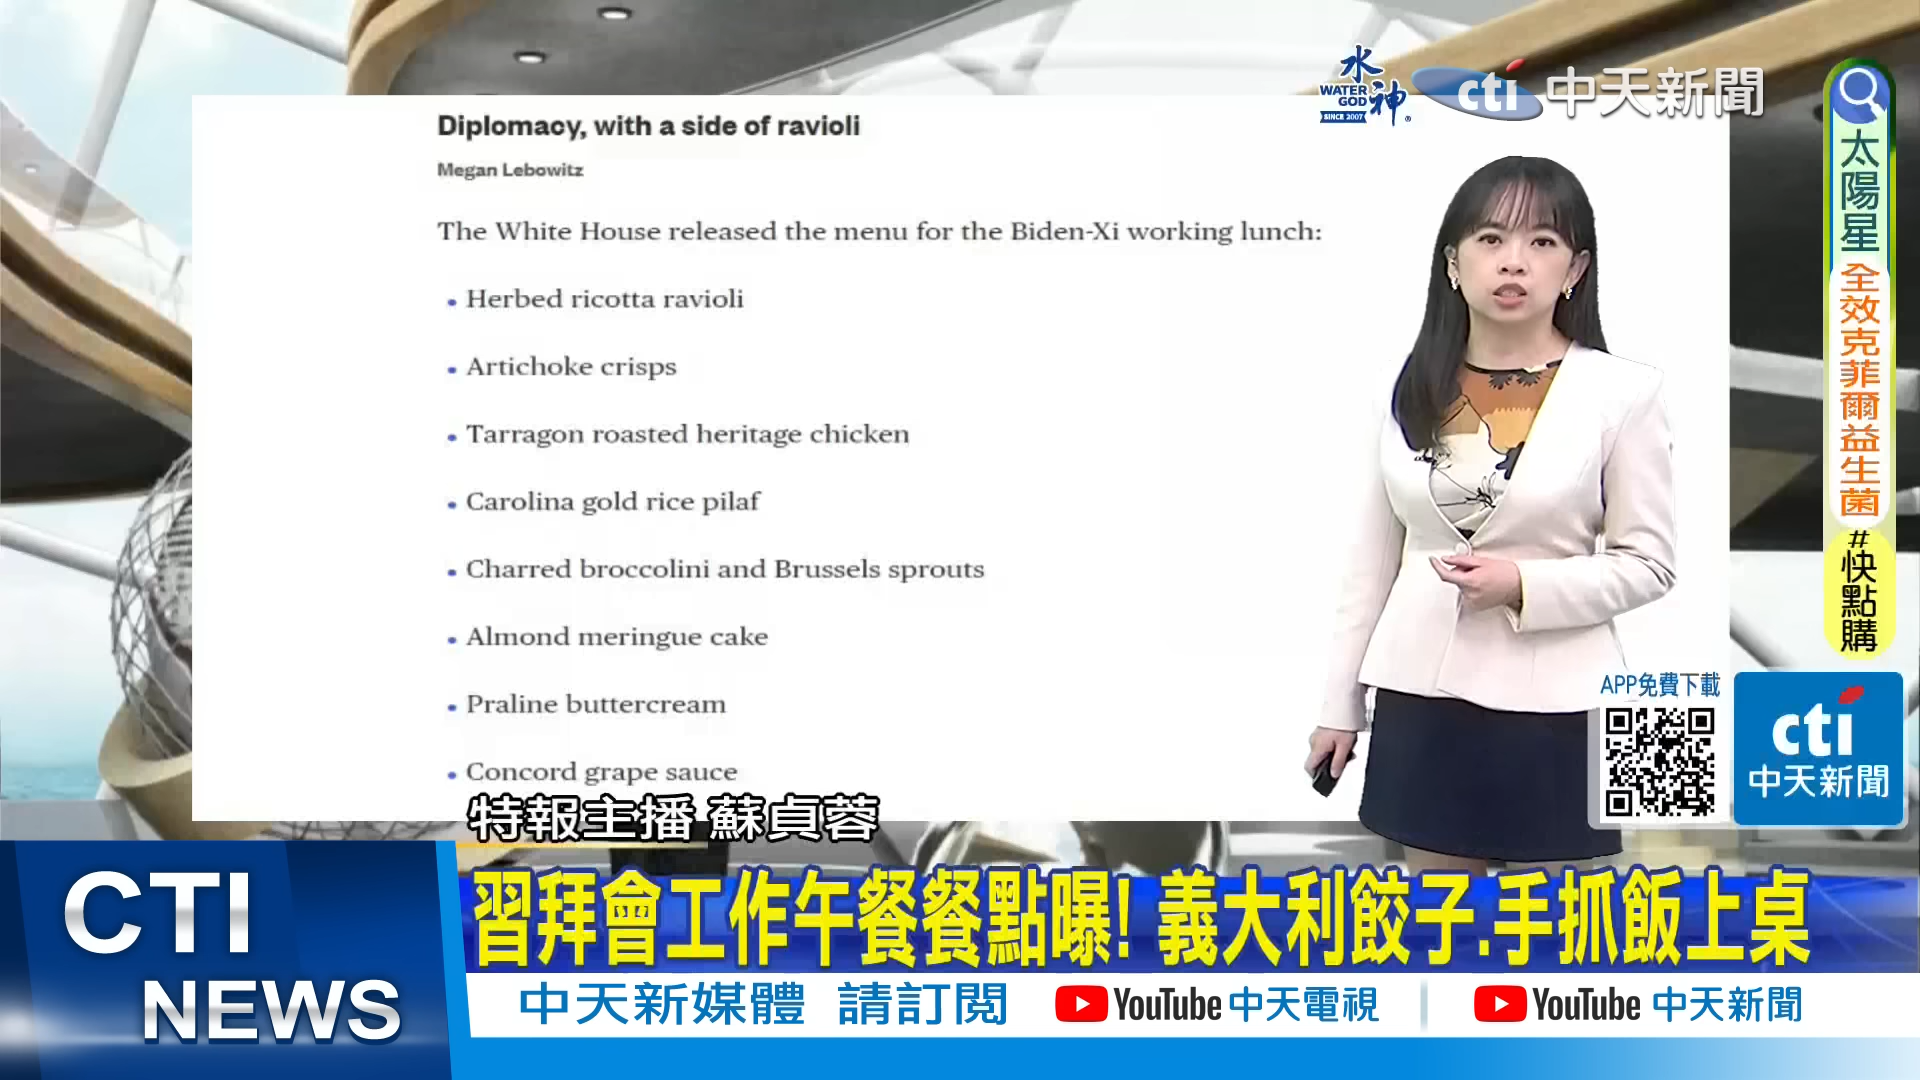 水神
WATER GOD
SINCE 2007
cti 中天新聞
Diplomacy, with a side of ravioli
Megan Lebowitz
The White House released the menu for the Biden-Xi working lunch:
• Herbed ricotta ravioli
• Artichoke crisps
• Tarragon roasted heritage chicken
• Carolina gold rice pilaf
• Charred broccolini and Brussels sprouts
• Almond meringue cake
• Praline buttercream
• Concord grape sauce
太陽星
全效克菲爾益生菌
#快點購
APP免費下載
cti
中天新聞
特報主播 蘇貞蓉
CTI
NEWS
習拜會工作午餐餐點曝! 義大利餃子.手抓飯上桌
中天新媒體 請訂閱 YouTube 中天電視 YouTube 中天新聞